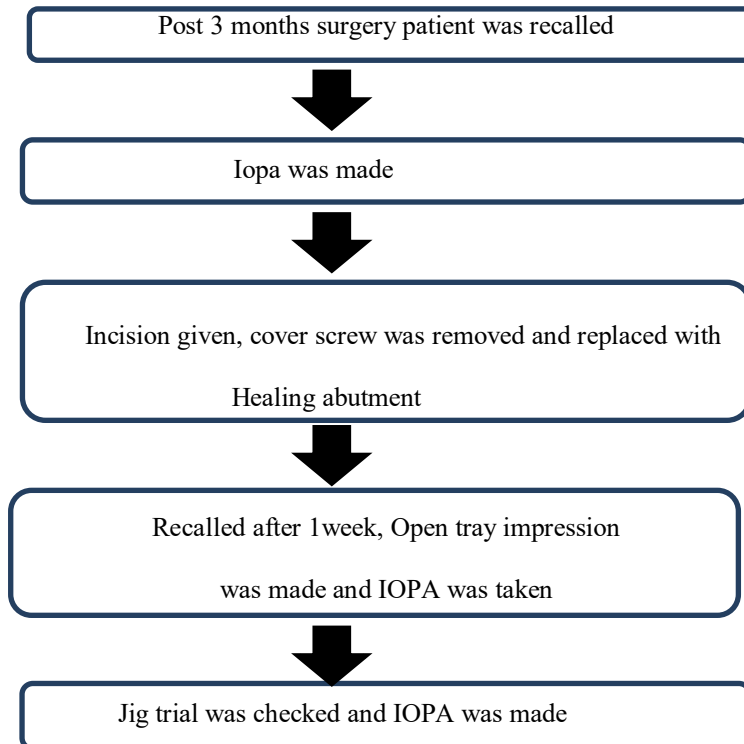 Post 3 months surgery patient was recalled
Iopa was made
Incision given, cover screw was removed and replaced with
Healing abutment
Recalled after 1week, Open tray impression
was made and IOPA was taken
Jig trial was checked and IOPA was made